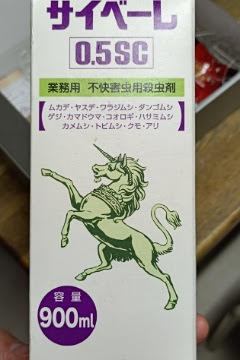 サイベーレ
0.5SC
業務用 不快害虫用殺虫剤
ムカデ・ヤスデ・ワラジムシ・ダンゴムシ
ゲジ・カマドウマ・コオロギ・ハサミムシ
カメムシ・トビムシ・クモ・アリ
容量
900ml